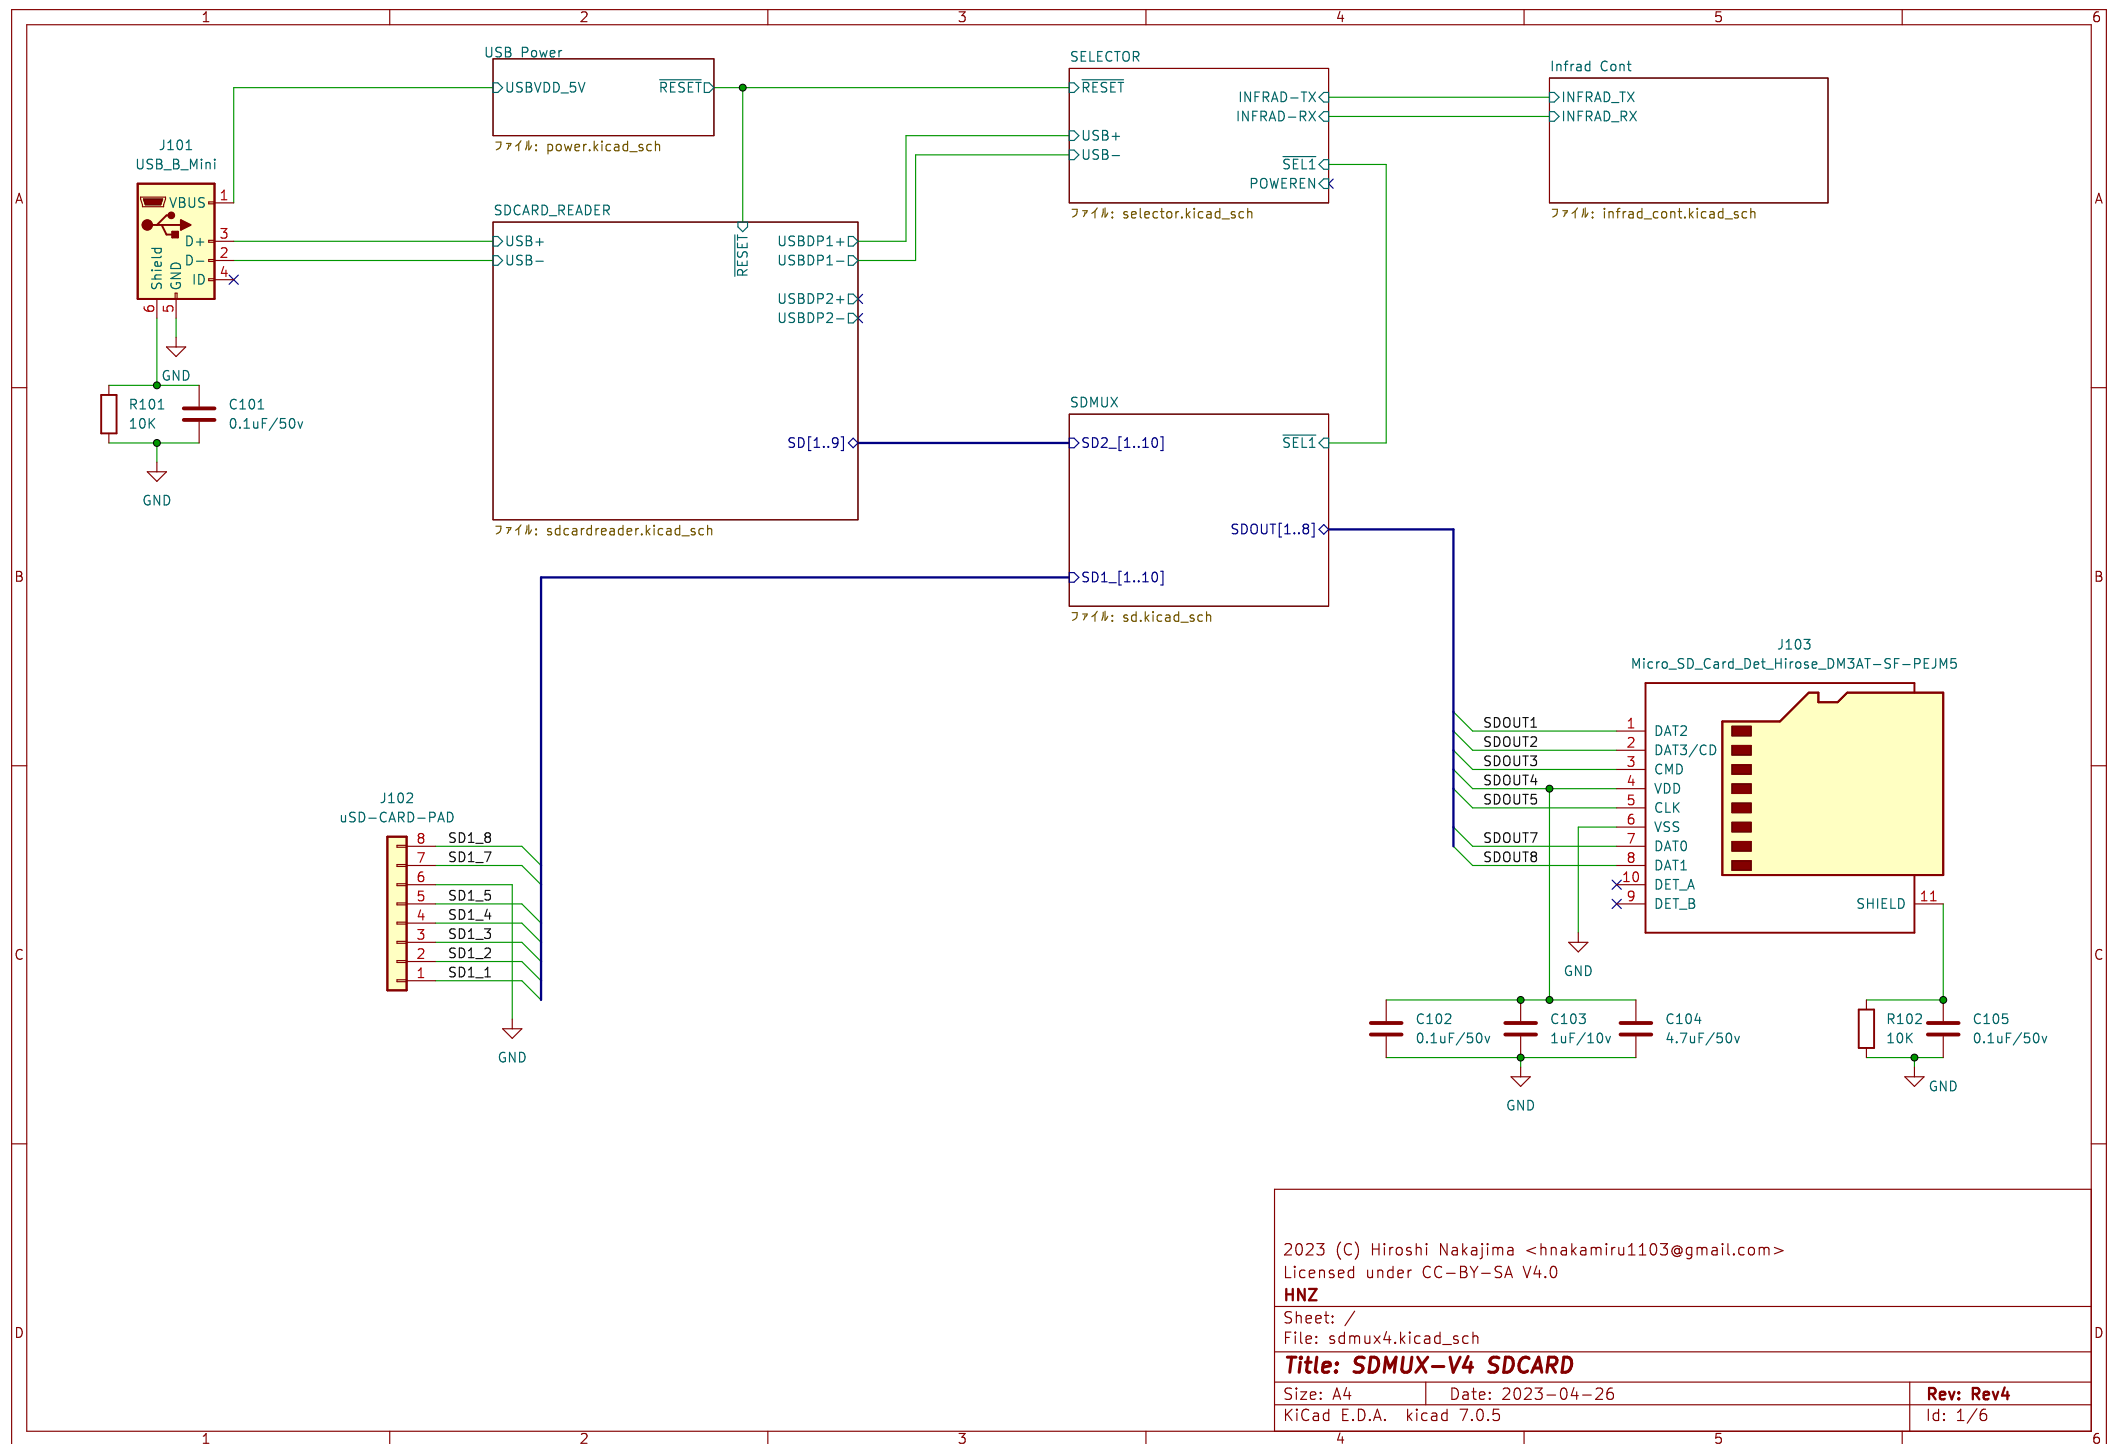 1 2 3 4 5 6
USB Power
USBVDD_5V
RESET
ファイル: power.kicad_sch
SELECTOR
RESET
USB+
USB-
INFRAD-TX
INFRAD-RX
SEL1
POWEREN
ファイル: selector.kicad_sch
Infrad Cont
INFRAD_TX
INFRAD_RX
ファイル: infrad_cont.kicad_sch
J101
USB_B_Mini
VBUS 1
D+ 3
D- 2
ID 4
Shield 6
GND 5
GND
R101
10K
C101
0.1uF/50v
GND
A
A
SDCARD_READER
USB+
USB-
RESET
USBDP1+
USBDP1-
USBDP2+
USBDP2-
SD[1..9]
ファイル: sdcardreader.kicad_sch
SDMUX
SD2_[1..10]
SEL1
SDOUT[1..8]
SD1_[1..10]
ファイル: sd.kicad_sch
B
B
J103
Micro_SD_Card_Det_Hirose_DM3AT-SF-PEJM5
SDOUT1 1 DAT2
SDOUT2 2 DAT3/CD
SDOUT3 3 CMD
SDOUT4 4 VDD
SDOUT5 5 CLK
6 VSS
SDOUT7 7 DAT0
SDOUT8 8 DAT1
10 DET_A
9 DET_B
SHIELD 11
GND
J102
uSD-CARD-PAD
8 SD1_8
7 SD1_7
6
5 SD1_5
4 SD1_4
3 SD1_3
2 SD1_2
1 SD1_1
GND
C
C
C102
0.1uF/50v
C103
1uF/10v
C104
4.7uF/50v
GND
R102
10K
C105
0.1uF/50v
GND
D
D
2023 (C) Hiroshi Nakajima <hnakamiru1103@gmail.com>
Licensed under CC-BY-SA V4.0
HNZ
Sheet: /
File: sdmux4.kicad_sch
Title: SDMUX-V4 SDCARD
Size: A4 Date: 2023-04-26 Rev: Rev4
KiCad E.D.A. kicad 7.0.5 Id: 1/6
1 2 3 4 5 6